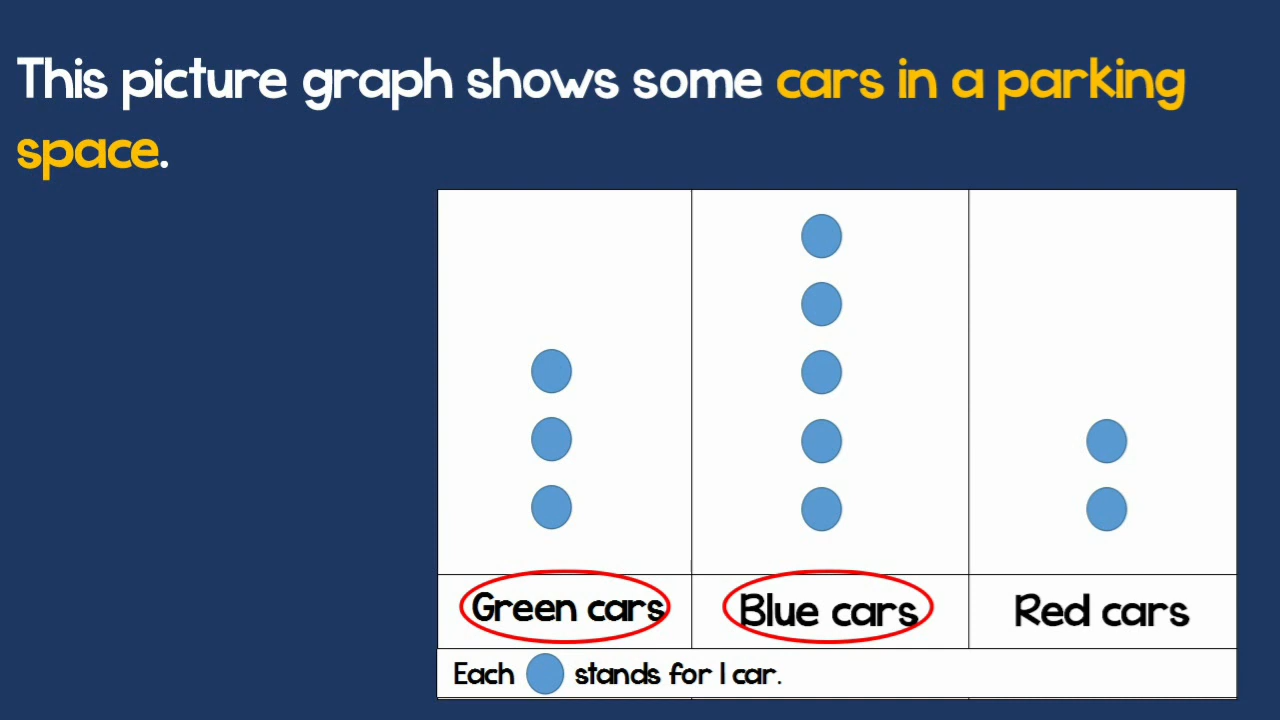 This picture graph shows some cars in a parking
space.
Green cars
Blue cars
Red cars
Each stands for 1 car.